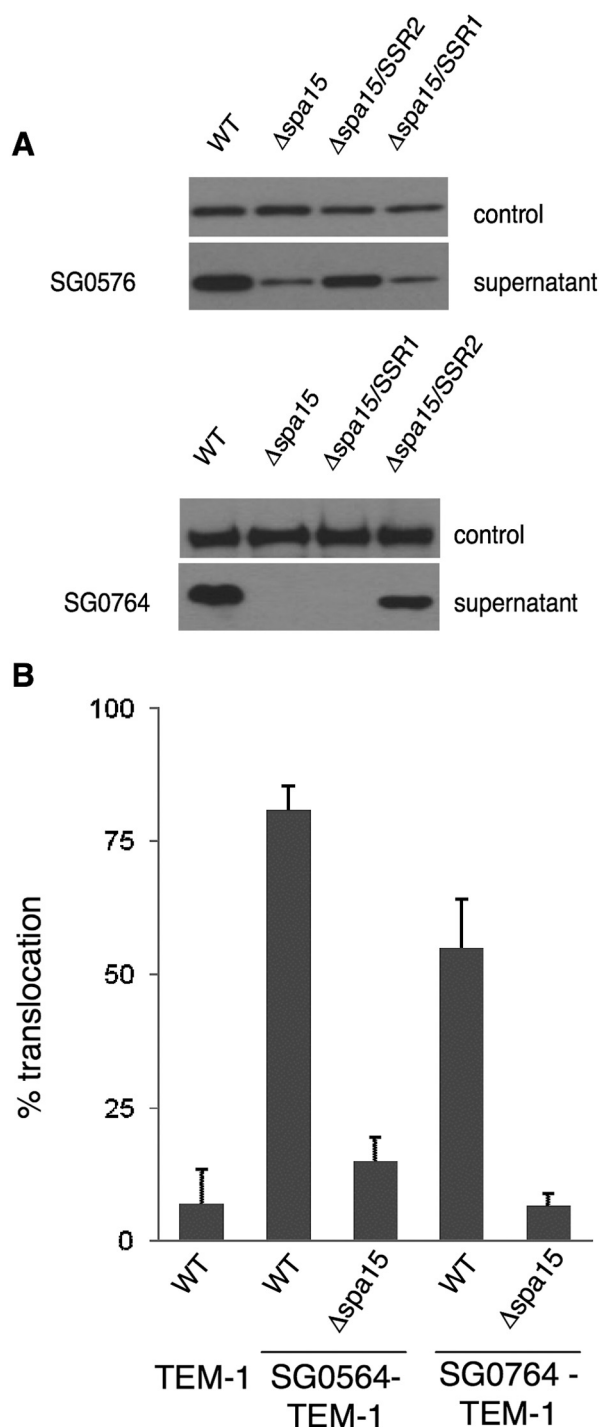 A
WT
Δspa15
Δspa15/SSR2
Δspa15/SSR1
control
SG0576
supernatant
WT
Δspa15
Δspa15/SSR1
Δspa15/SSR2
control
SG0764
supernatant
B
100
75
50
25
0
% translocation
WT
WT
Δspa15
WT
Δspa15
TEM-1
SG0564-
TEM-1
SG0764 -
TEM-1